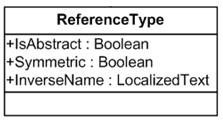 ReferenceType
+IsAbstract : Boolean
+Symmetric : Boolean
+InverseName : LocalizedText